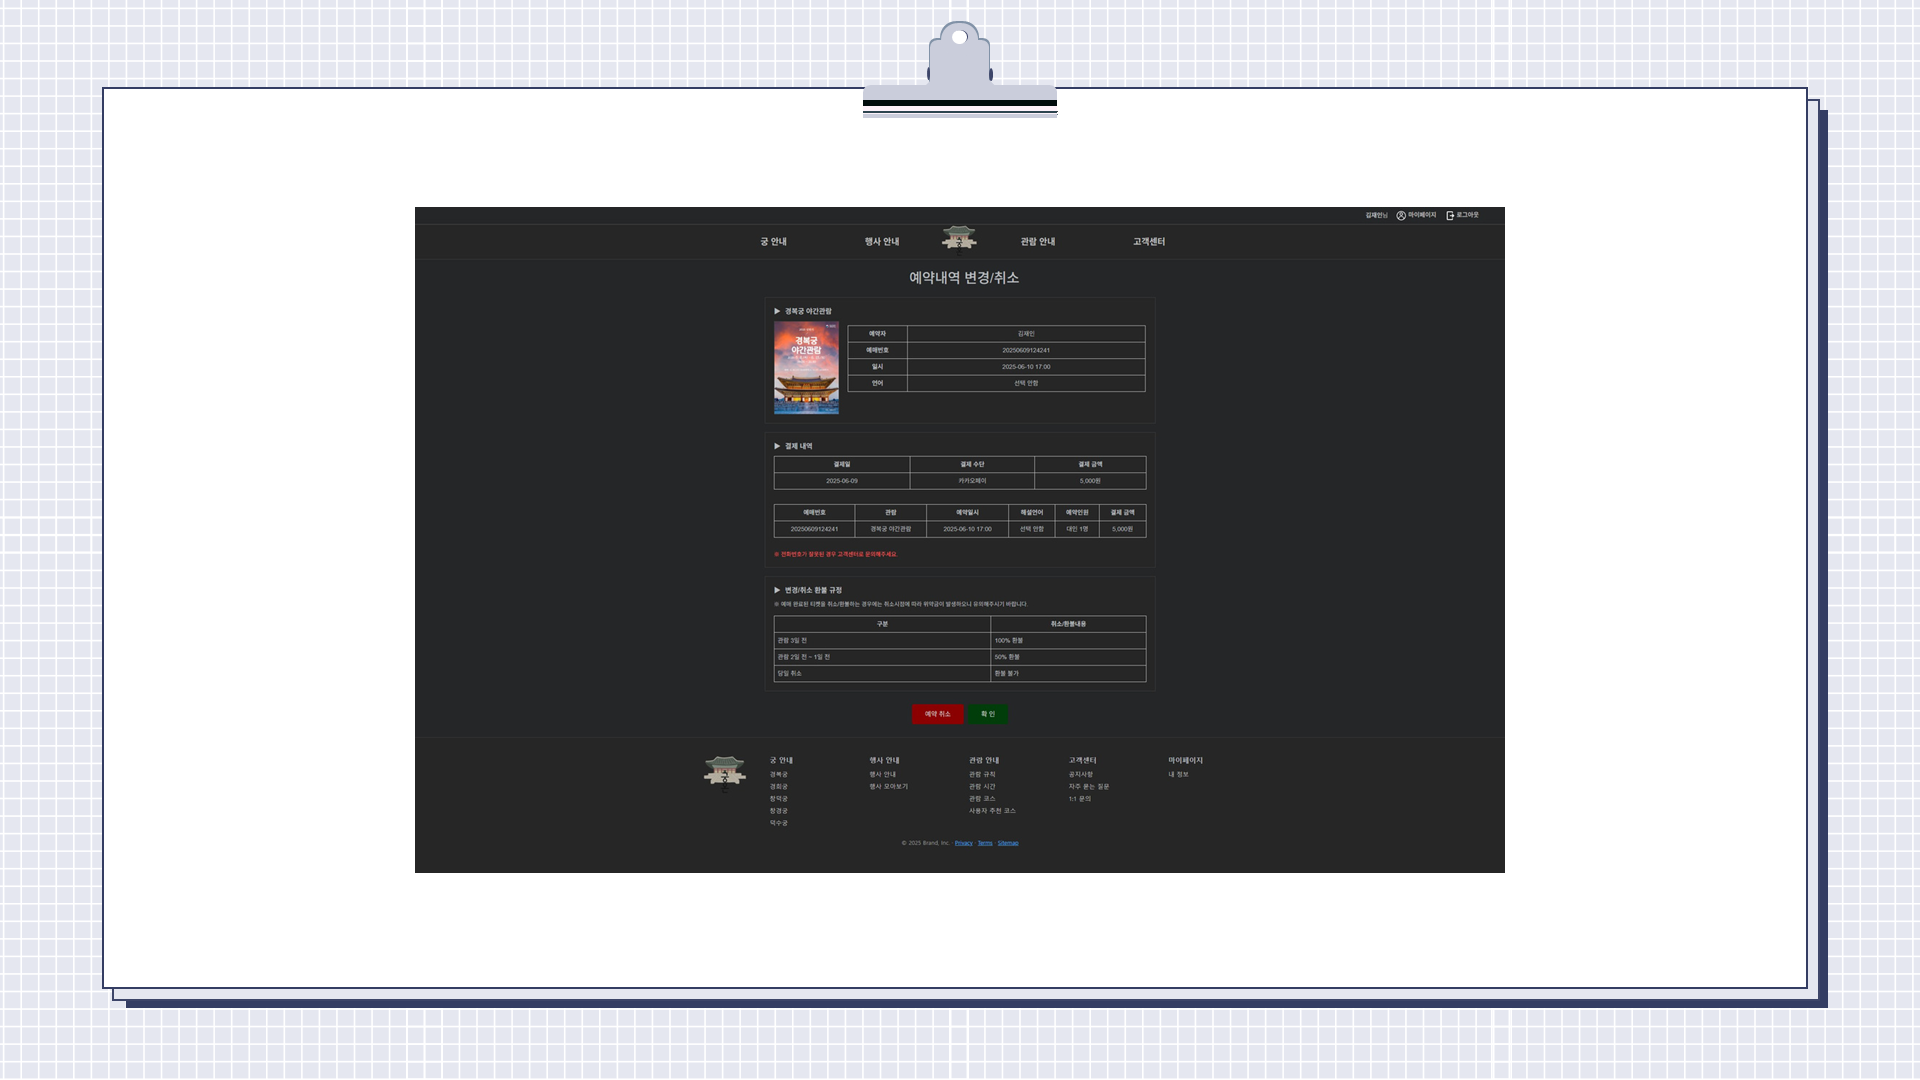 김재인님 마이페이지 로그아웃
궁 안내 행사 안내 관람 안내 고객센터
예약내역 변경/취소
▶ 경복궁 야간관람
경복궁
야간관람
예약자 김재인
예매번호 20250609124241
일시 2025-06-10 17:00
언어 선택 안함
▶ 결제 내역
결제일 결제 수단 결제 금액
2025-06-09 카카오페이 5,000원
예매번호 관람 예약일시 해설언어 예약인원 결제 금액
20250609124241 경복궁 야간관람 2025-06-10 17:00 선택 안함 대인 1명 5,000원
※ 전화번호가 잘못된 경우 고객센터로 문의해주세요.
▶ 변경/취소 환불 규정
※ 예매 완료된 티켓을 취소/환불하는 경우에는 취소시점에 따라 위약금이 발생하오니 유의해주시기 바랍니다.
구분 취소/환불내용
관람 3일 전 100% 환불
관람 2일 전 ~ 1일 전 50% 환불
당일 취소 환불 불가
예약 취소 확 인
궁 안내 행사 안내 관람 안내 고객센터 마이페이지
경복궁 행사 안내 관람 규칙 공지사항 내 정보
경희궁 행사 모아보기 관람 시간 자주 묻는 질문
창덕궁 관람 코스 1:1 문의
창경궁 사용자 추천 코스
덕수궁
© 2025 Brand, Inc. · Privacy · Terms · Sitemap